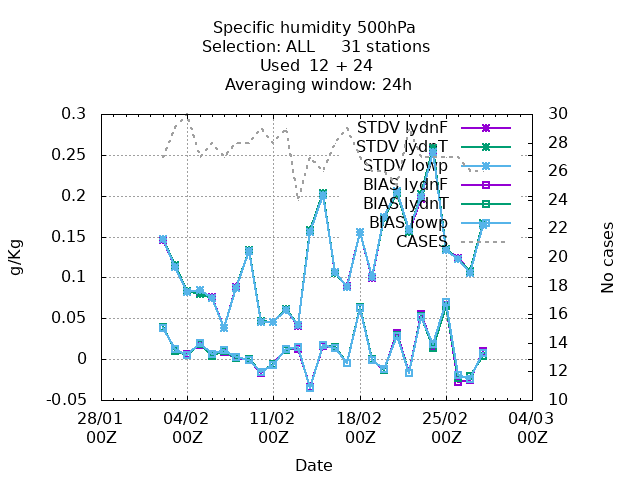 Specific humidity 500hPa
Selection: ALL 31 stations
Used 12 + 24
Averaging window: 24h
0.3
0.25
0.2
0.15
0.1
0.05
0
-0.05
g/Kg
30
28
26
24
22
20
18
16
14
12
10
No cases
STDV lydnF
STDV lydnT
STDV lowp
BIAS lydnF
BIAS lydnT
BIAS lowp
CASES
28/01 04/02 11/02 18/02 25/02 04/03
00Z 00Z 00Z 00Z 00Z 00Z
Date